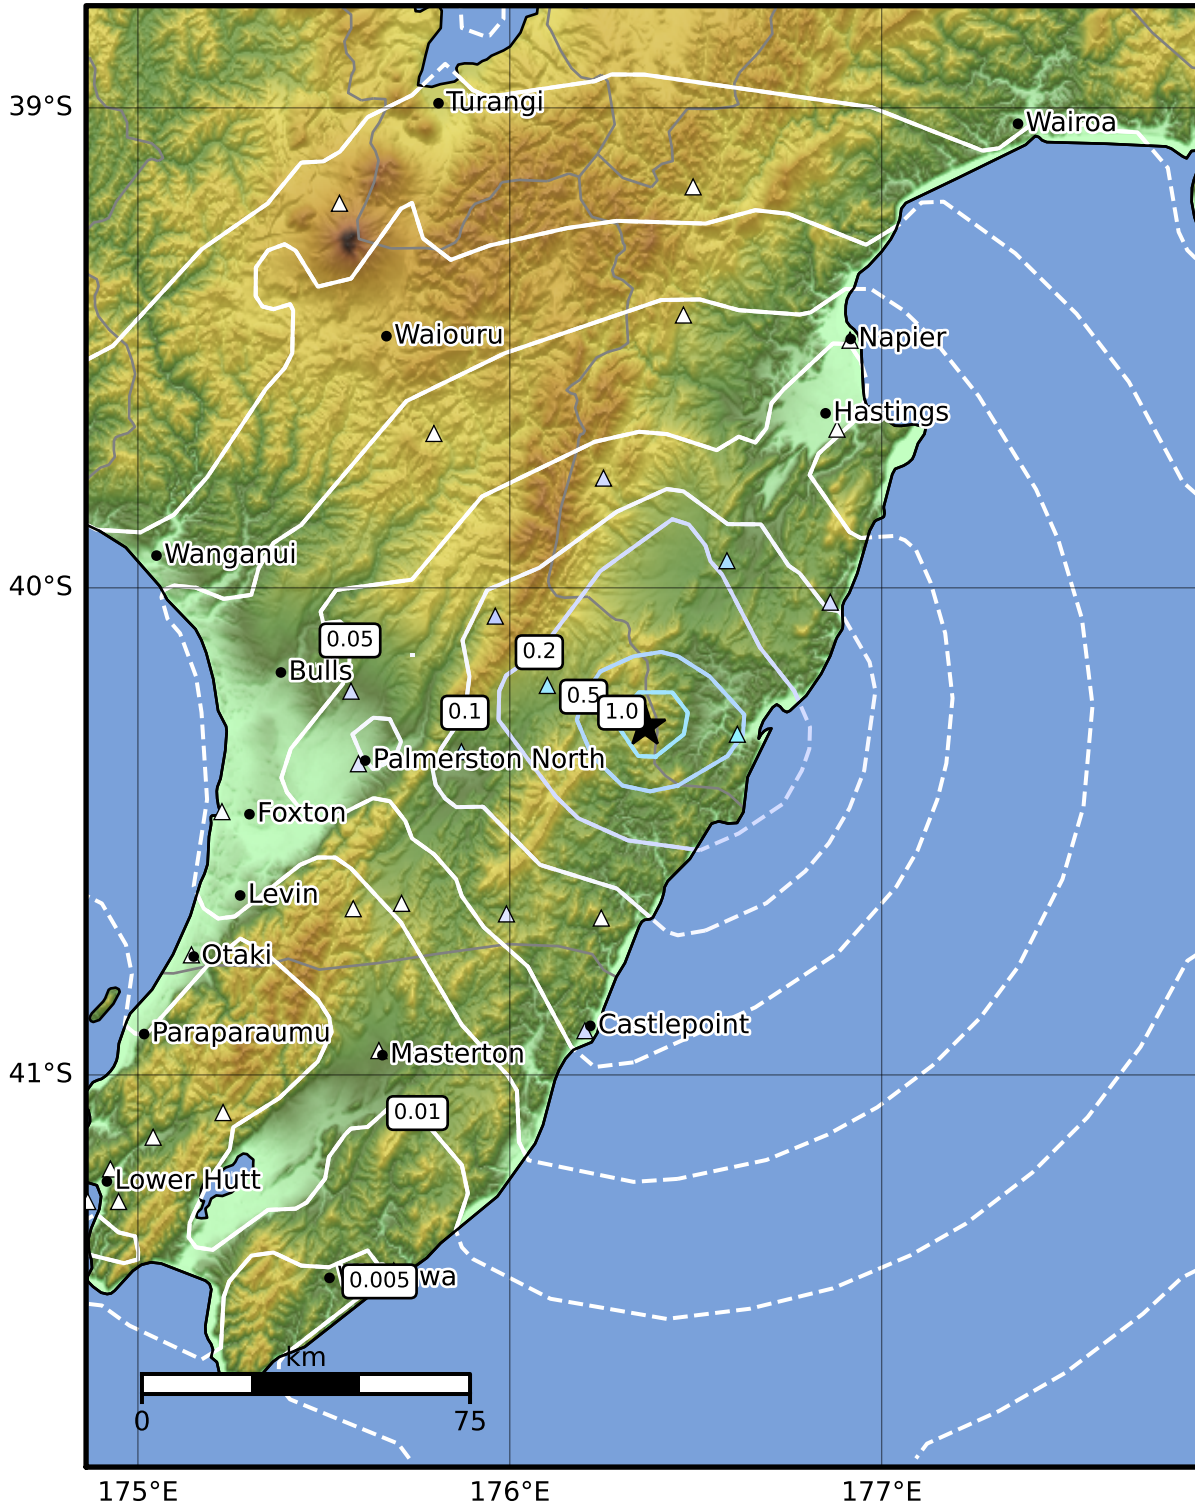 39°S
Turangi
Wairoa
Waiouru
Napier
Hastings
Wanganui
40°S
0.05
Bulls
0.2
0.5
0.1
1.0
Palmerston North
Foxton
Levin
Otaki
Castlepoint
Paraparaumu
Masterton
41°S
0.01
Lower Hutt
0.005
km
0
75
175°E
176°E
177°E